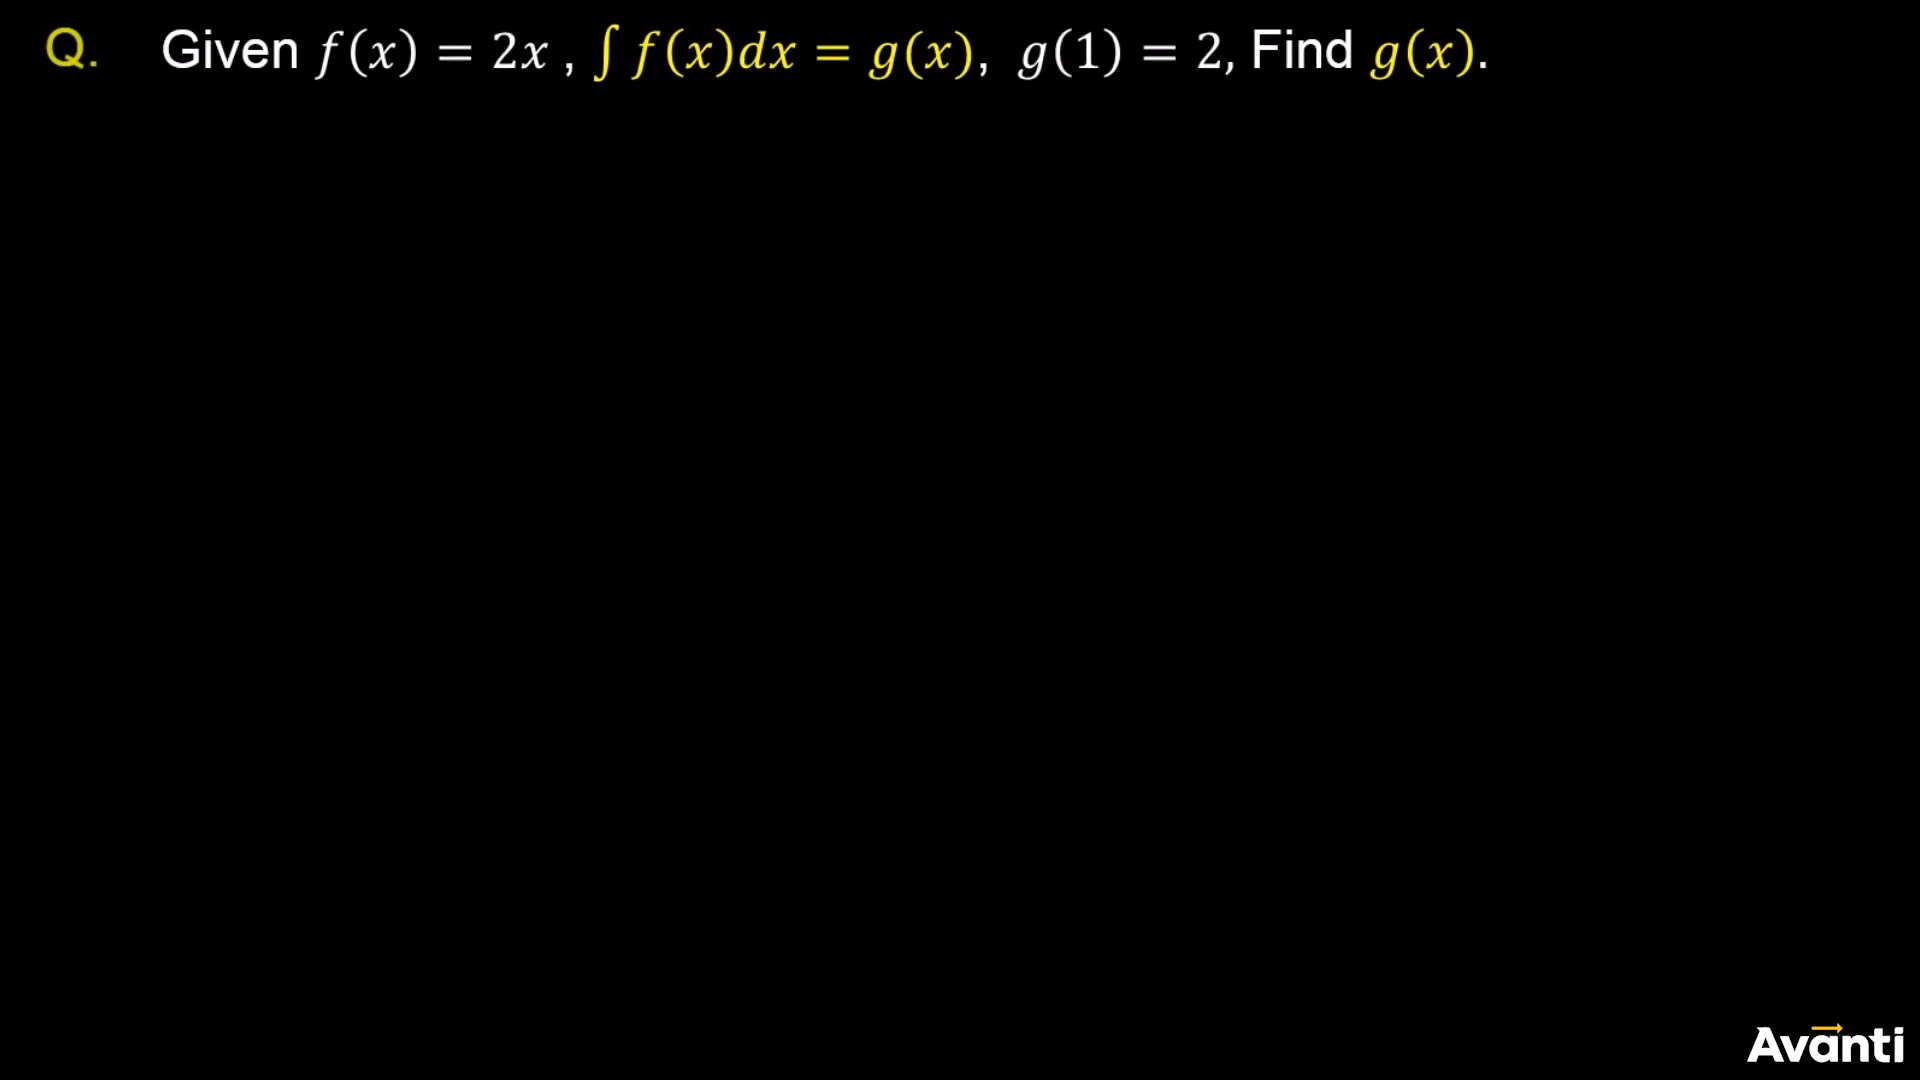 Q. Given f(x) = 2x , ∫ f(x)dx = g(x), g(1) = 2, Find g(x).
Avanti